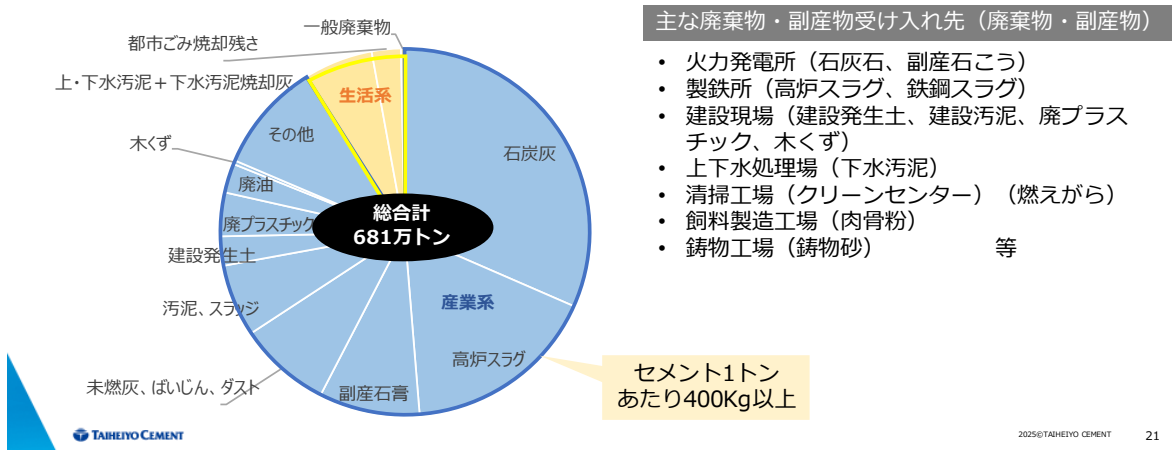 一般廃棄物
都市ごみ焼却残さ
上・下水汚泥＋下水汚泥焼却灰
生活系
その他
木くず
廃油
廃プラスチック
建設発生土
汚泥、スラッジ
未燃灰、ばいじん、ダスト
副産石膏
高炉スラグ
産業系
石炭灰
総合計
681万トン
セメント1トン
あたり400Kg以上
主な廃棄物・副産物受け入れ先（廃棄物・副産物）
• 火力発電所（石灰石、副産石こう）
• 製鉄所（高炉スラグ、鉄鋼スラグ）
• 建設現場（建設発生土、建設汚泥、廃プラス
チック、木くず）
• 上下水処理場（下水汚泥）
• 清掃工場（クリーンセンター）（燃えがら）
• 飼料製造工場（肉骨粉）
• 鋳物工場（鋳物砂） 等
TAIHEIYO CEMENT
2025©TAIHEIYO CEMENT 21